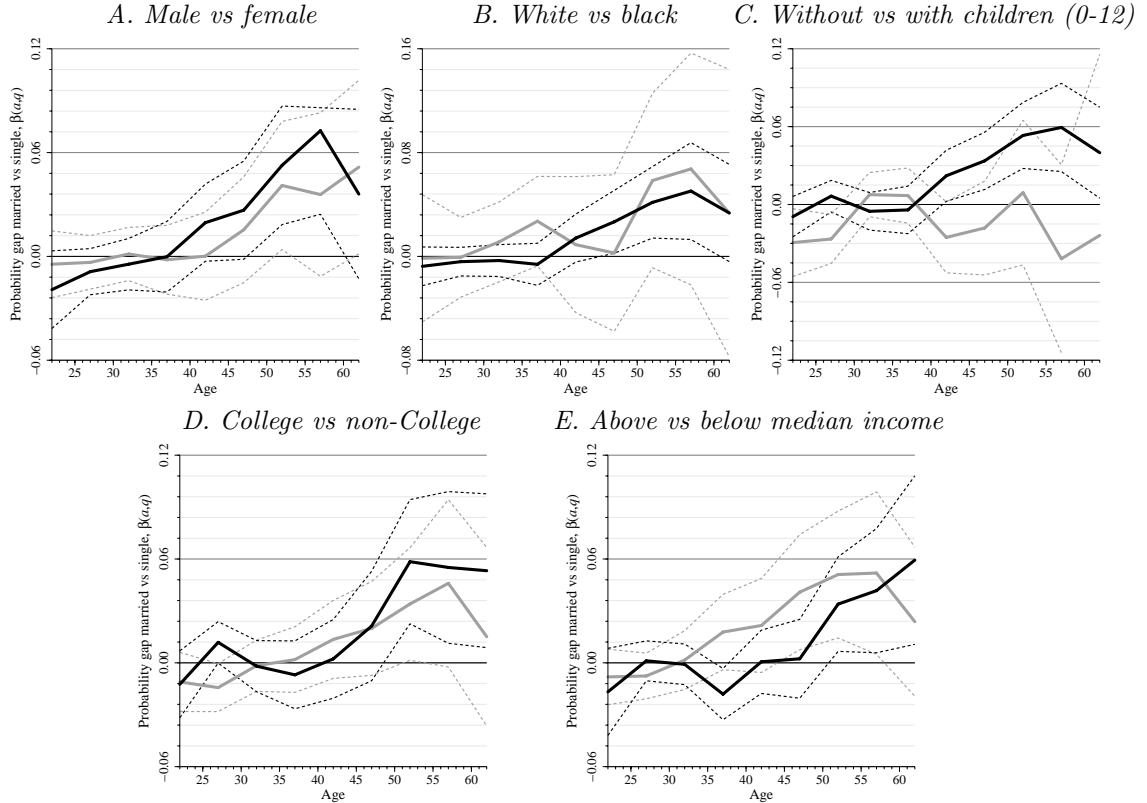 A. Male vs female
Probability gap married vs single, β(a,q)
0.12
0.06
0.00
−0.06
25 30 35 40 45 50 55 60
Age
B. White vs black
Probability gap married vs single, β(a,q)
0.16
0.08
0.00
−0.08
25 30 35 40 45 50 55 60
Age
C. Without vs with children (0-12)
Probability gap married vs single, β(a,q)
0.12
0.06
0.00
−0.06
−0.12
25 30 35 40 45 50 55 60
Age
D. College vs non-College
Probability gap married vs single, β(a,q)
0.12
0.06
0.00
−0.06
25 30 35 40 45 50 55 60
Age
E. Above vs below median income
Probability gap married vs single, β(a,q)
0.12
0.06
0.00
−0.06
25 30 35 40 45 50 55 60
Age